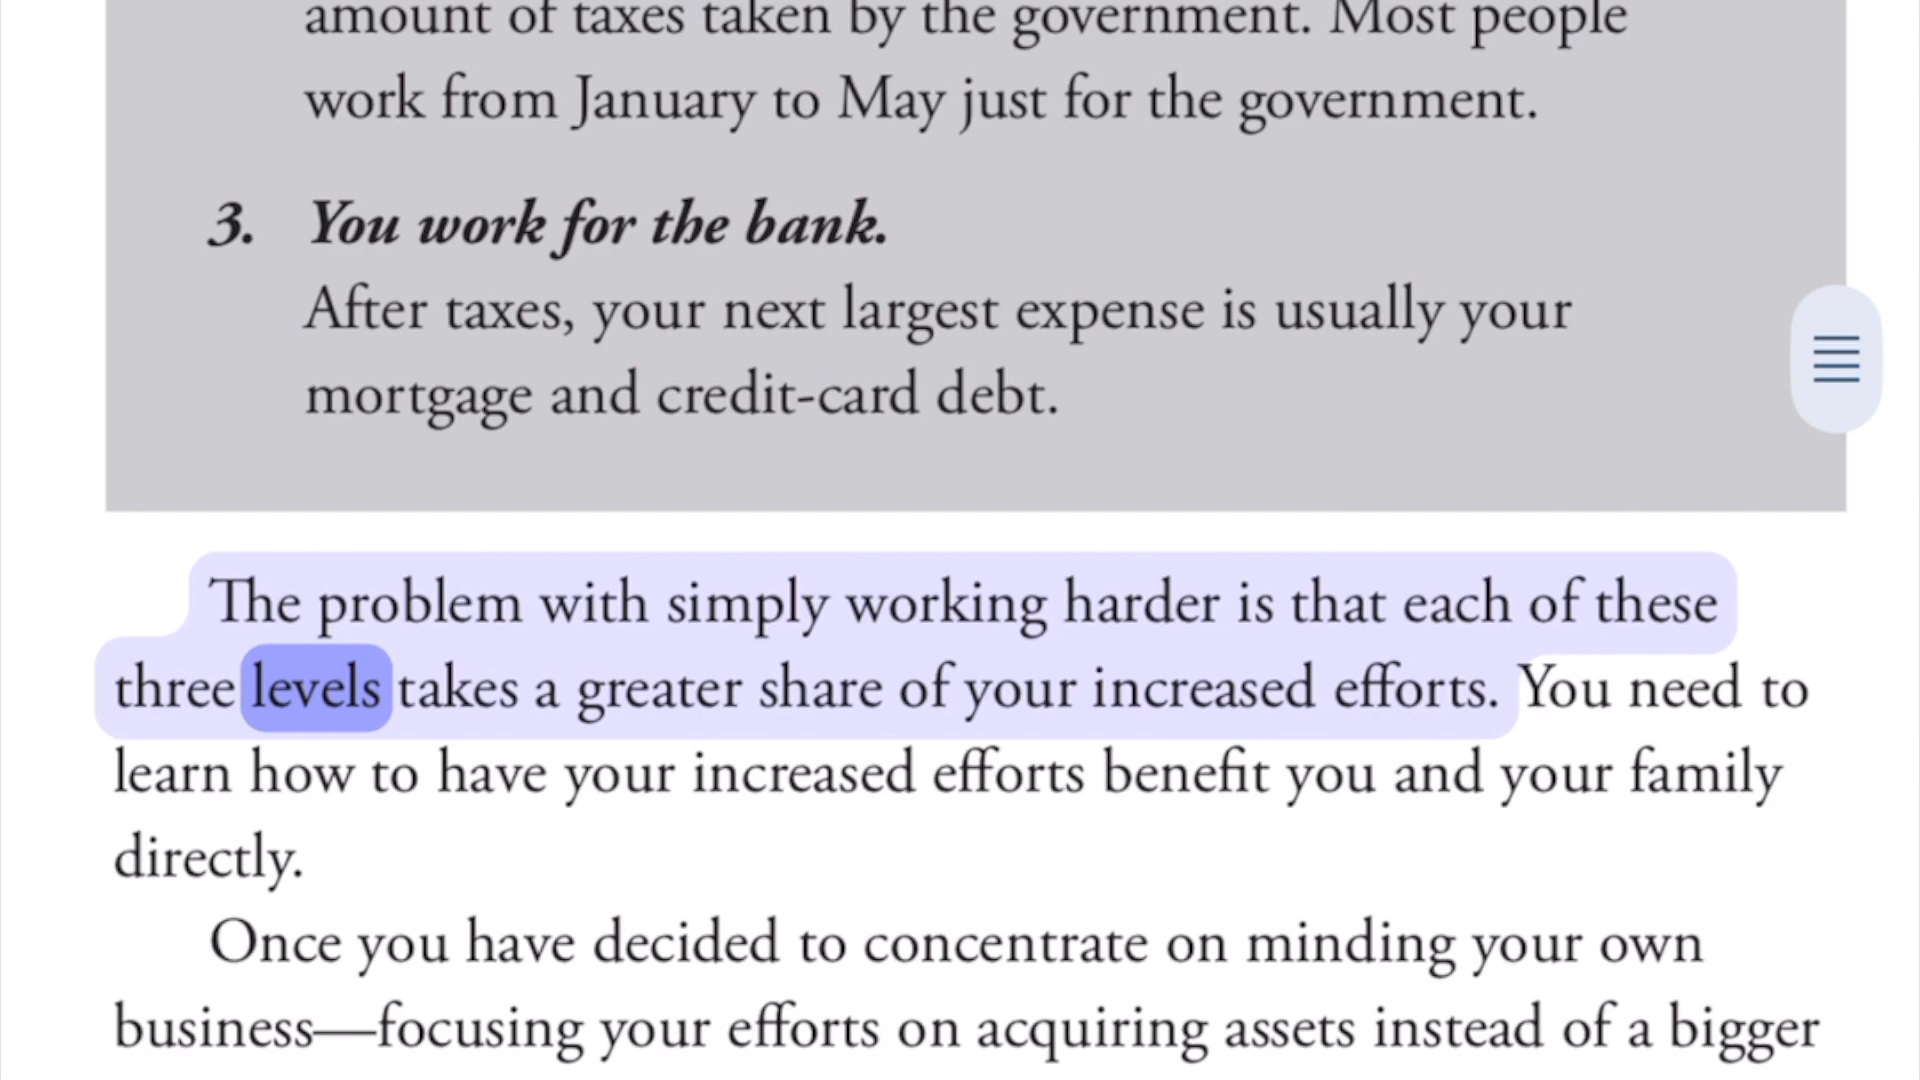 amount of taxes taken by the government. Most people
work from January to May just for the government.
3. You work for the bank.
After taxes, your next largest expense is usually your
mortgage and credit-card debt.
The problem with simply working harder is that each of these
three levels takes a greater share of your increased efforts. You need to
learn how to have your increased efforts benefit you and your family
directly.
Once you have decided to concentrate on minding your own
business—focusing your efforts on acquiring assets instead of a bigger